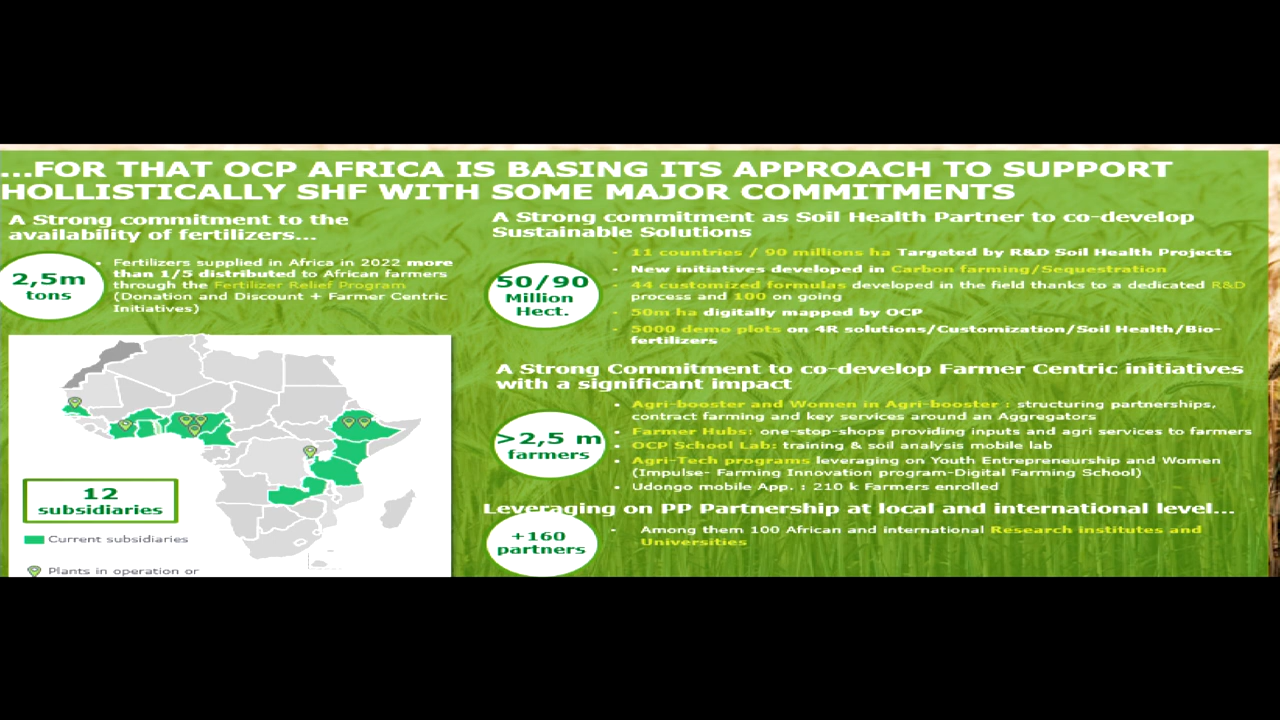 ...FOR THAT OCP AFRICA IS BASING ITS APPROACH TO SUPPORT
HOLLISTICALLY SHF WITH SOME MAJOR COMMITMENTS
A Strong commitment to the
availability of fertilizers...
2,5m
tons
• Fertilizers supplied in Africa in 2022 more
than 1/5 distributed to African farmers
through the Fertilizer Relief Program
(Donation and Discount + Farmer Centric
Initiatives)
12
subsidiaries
Current subsidiaries
Plants in operation or
A Strong commitment as Soil Health Partner to co-develop
Sustainable Solutions
50/90
Million
Hect.
• 11 countries / 90 millions ha Targeted by R&D Soil Health Projects
• New initiatives developed in Carbon farming/Sequestration
• 44 customized formulas developed in the field thanks to a dedicated R&D
process and 100 on going
• 50m ha digitally mapped by OCP
• 5000 demo plots on 4R solutions/Customization/Soil Health/Bio-
fertilizers
A Strong Commitment to co-develop Farmer Centric initiatives
with a significant impact
>2,5 m
farmers
• Agri-booster and Women in Agri-booster : structuring partnerships,
contract farming and key services around an Aggregators
• Farmer Hubs: one-stop-shops providing inputs and agri services to farmers
• OCP School Lab: training & soil analysis mobile lab
• Agri-Tech programs leveraging on Youth Entrepreneurship and Women
(Impulse- Farming Inovation program-Digital Farming School)
• Udongo mobile App. : 210 k Farmers enrolled
Leveraging on PP Partnership at local and international level...
+160
partners
• Among them 100 African and international Research institutes and
Universities